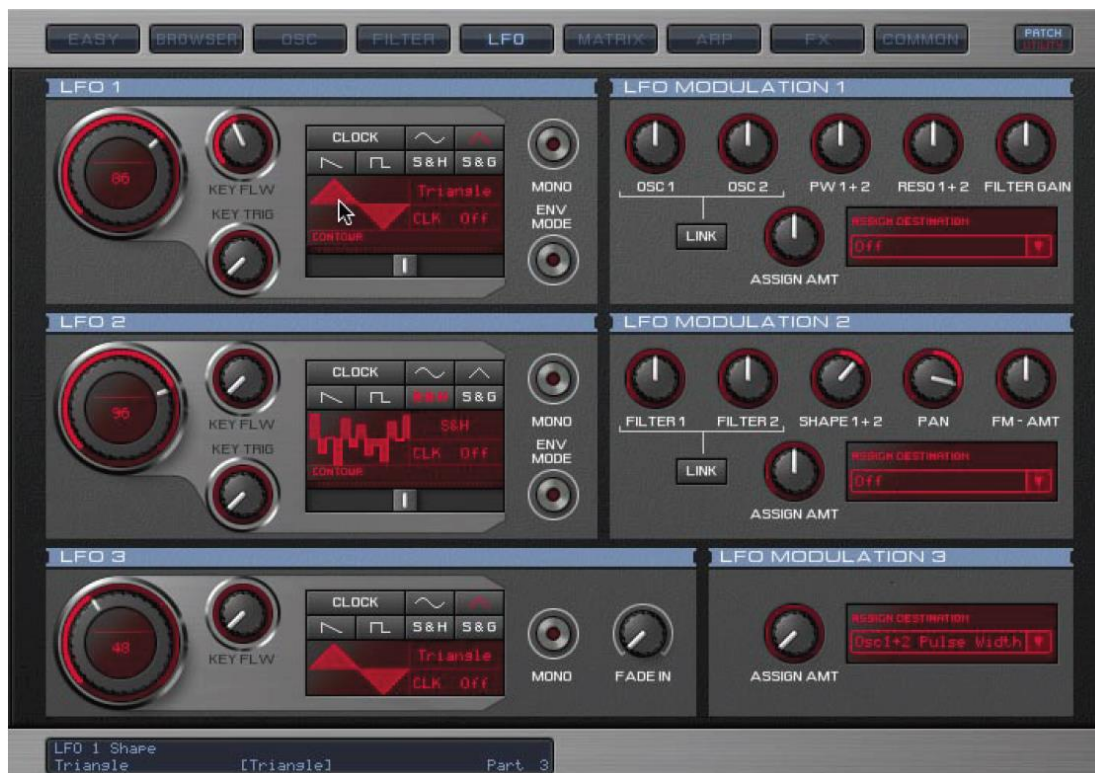 EASY BROWSER OSC FILTER LFO MATRIX ARP FX COMMON PATCH
UTILITY
LFO 1
86
KEY FLW
KEY TRIG
CLOCK
S&H S&G
Triangle
CLK Off
CONTOUR
MONO
ENV
MODE
LFO MODULATION 1
OSC 1 OSC 2 PW 1 + 2 RESO 1 + 2 FILTER GAIN
LINK
ASSIGN AMT
ASSIGN DESTINATION
Off
LFO 2
96
KEY FLW
KEY TRIG
CLOCK
S&G
S&H
CLK Off
CONTOUR
MONO
ENV
MODE
LFO MODULATION 2
FILTER 1 FILTER 2 SHAPE 1 + 2 PAN FM - AMT
LINK
ASSIGN AMT
ASSIGN DESTINATION
Off
LFO 3
48
KEY FLW
CLOCK
S&H S&G
Triangle
CLK Off
MONO
FADE IN
LFO MODULATION 3
ASSIGN AMT
ASSIGN DESTINATION
Osc1+2 Pulse Width
LFO 1 Shape
Triangle [Triangle] Part 3